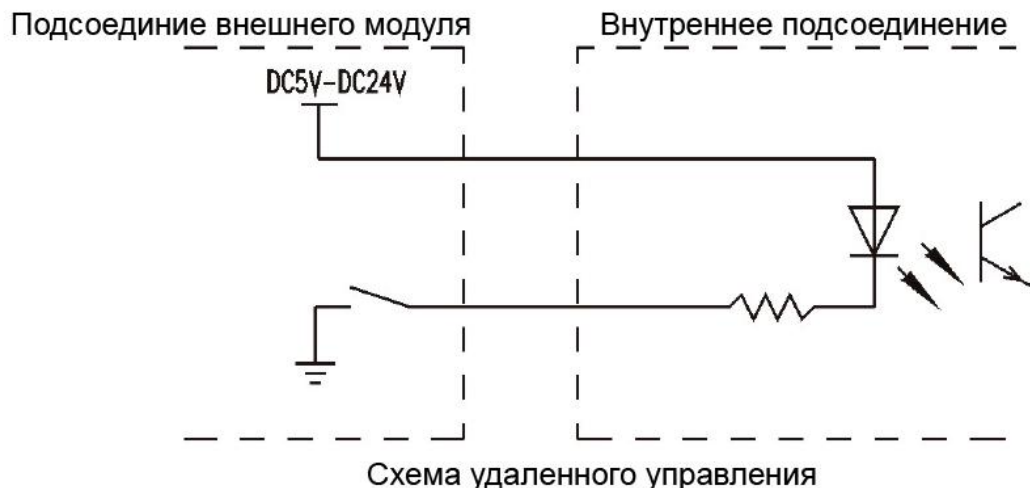 Подсоединие внешнего модуля
Внутреннее подсоединение
DC5V-DC24V
Схема удаленного управления